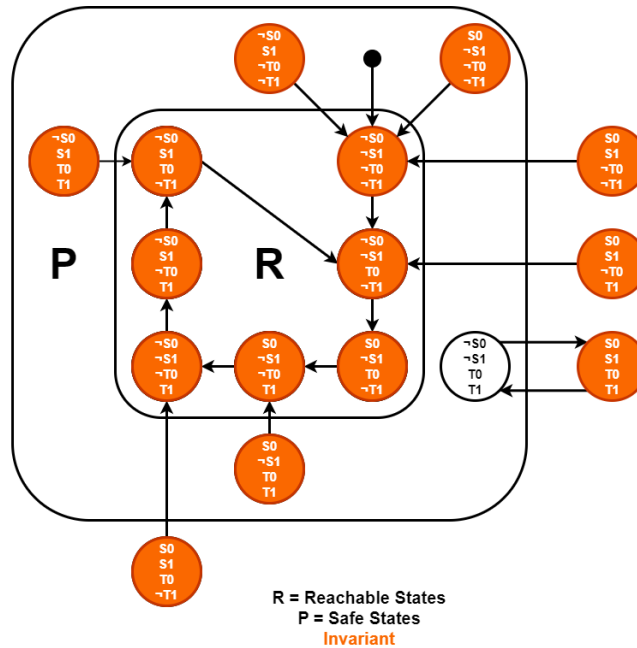 ¬S0
S1
¬T0
¬T1
S0
¬S1
¬T0
¬T1
¬S0
S1
T0
T1
¬S0
S1
T0
¬T1
¬S0
¬S1
¬T0
¬T1
S0
S1
¬T0
¬T1
P
¬S0
S1
¬T0
T1
R
¬S0
¬S1
T0
¬T1
S0
S1
¬T0
T1
¬S0
¬S1
¬T0
T1
S0
¬S1
¬T0
T1
S0
¬S1
T0
¬T1
¬S0
¬S1
T0
T1
S0
S1
T0
T1
S0
¬S1
T0
T1
S0
S1
T0
¬T1
R = Reachable States
P = Safe States
Invariant